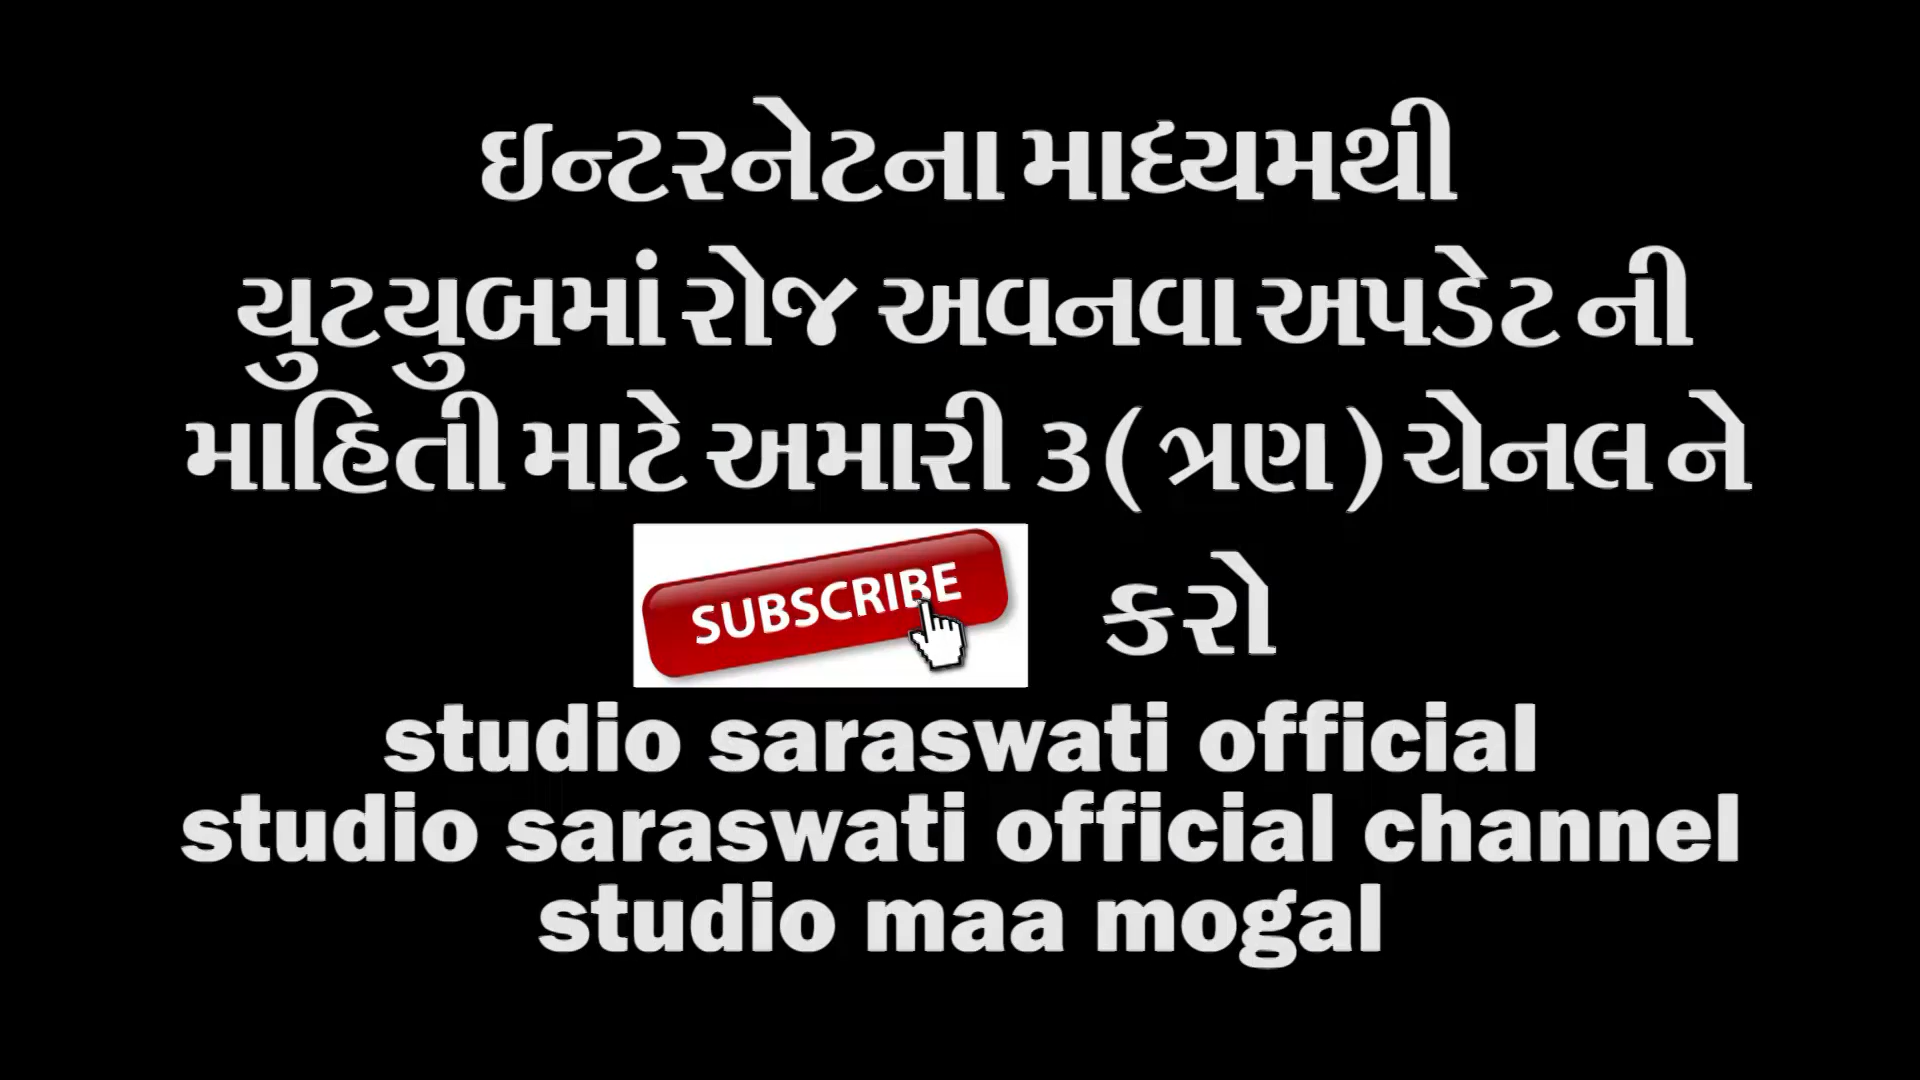 ઇન્ટરનેટના માધ્યમથી
યુટયુબમાં રોજ અવનવા અપડેટ ની
માહિતી માટે અમારી ૩( ત્રણ ) ચેનલ ને
SUBSCRIBE કરો
studio saraswati official
studio saraswati official channel
studio maa mogal